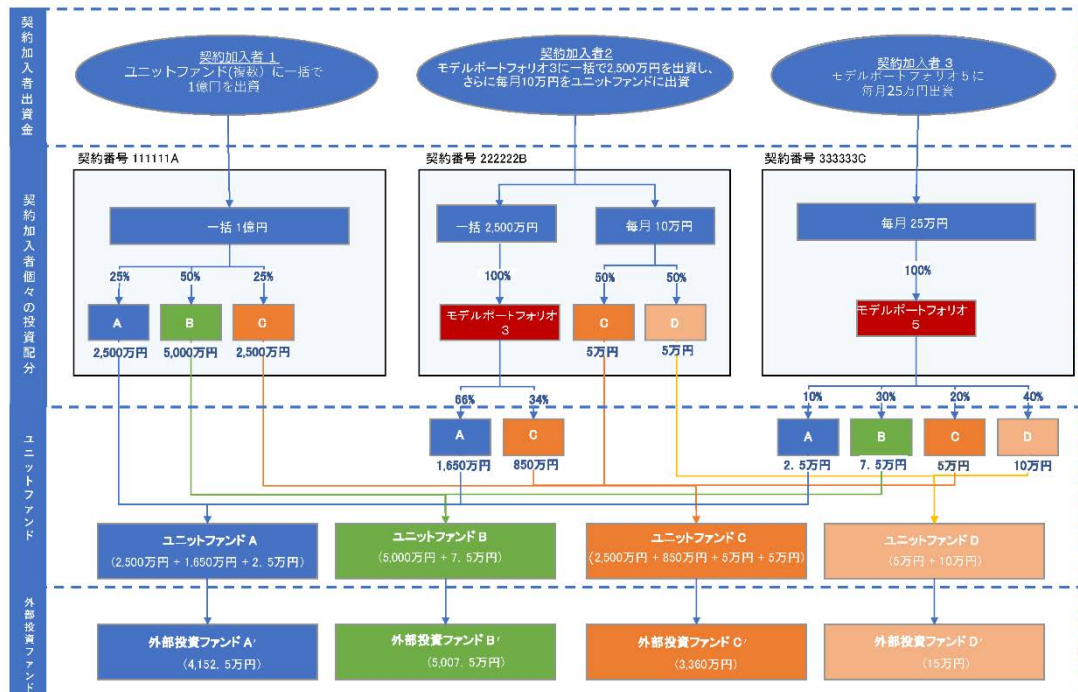 契約加入者出資金
契約加入者 1
ユニットファンド(複数) に一括で
1億円を出資
契約加入者2
モデルポートフォリオ3に一括で2,500万円を出資し、
さらに毎月10万円をユニットファンドに出資
契約加入者 3
モデルポートフォリオ 5 に
毎月25万円出資
契約加入者個々の投資配分
契約番号 111111A
契約番号 222222B
契約番号 333333C
一括 1億円
一括 2,500万円
毎月 10万円
毎月 25万円
25%
50%
25%
100%
50%
50%
100%
A
B
C
モデルポートフォリオ
3
C
D
モデルポートフォリオ
5
2,500万円
5,000万円
2,500万円
5万円
5万円
66%
34%
10%
30%
20%
40%
ユニットファンド
A
C
A
B
C
D
1,650万円
850万円
2. 5万円
7. 5万円
5万円
10万円
ユニットファンド A
(2,500万円 + 1,650万円 + 2. 5万円)
ユニットファンド B
(5,000万円 + 7. 5万円)
ユニットファンド C
(2,500万円 + 850万円 + 5万円 + 5万円)
ユニットファンド D
(5万円 + 10万円)
外部投資ファンド
外部投資ファンド A'
(4,152. 5万円)
外部投資ファンド B'
(5,007. 5万円)
外部投資ファンド C'
(3,360万円)
外部投資ファンド D'
(15万円)